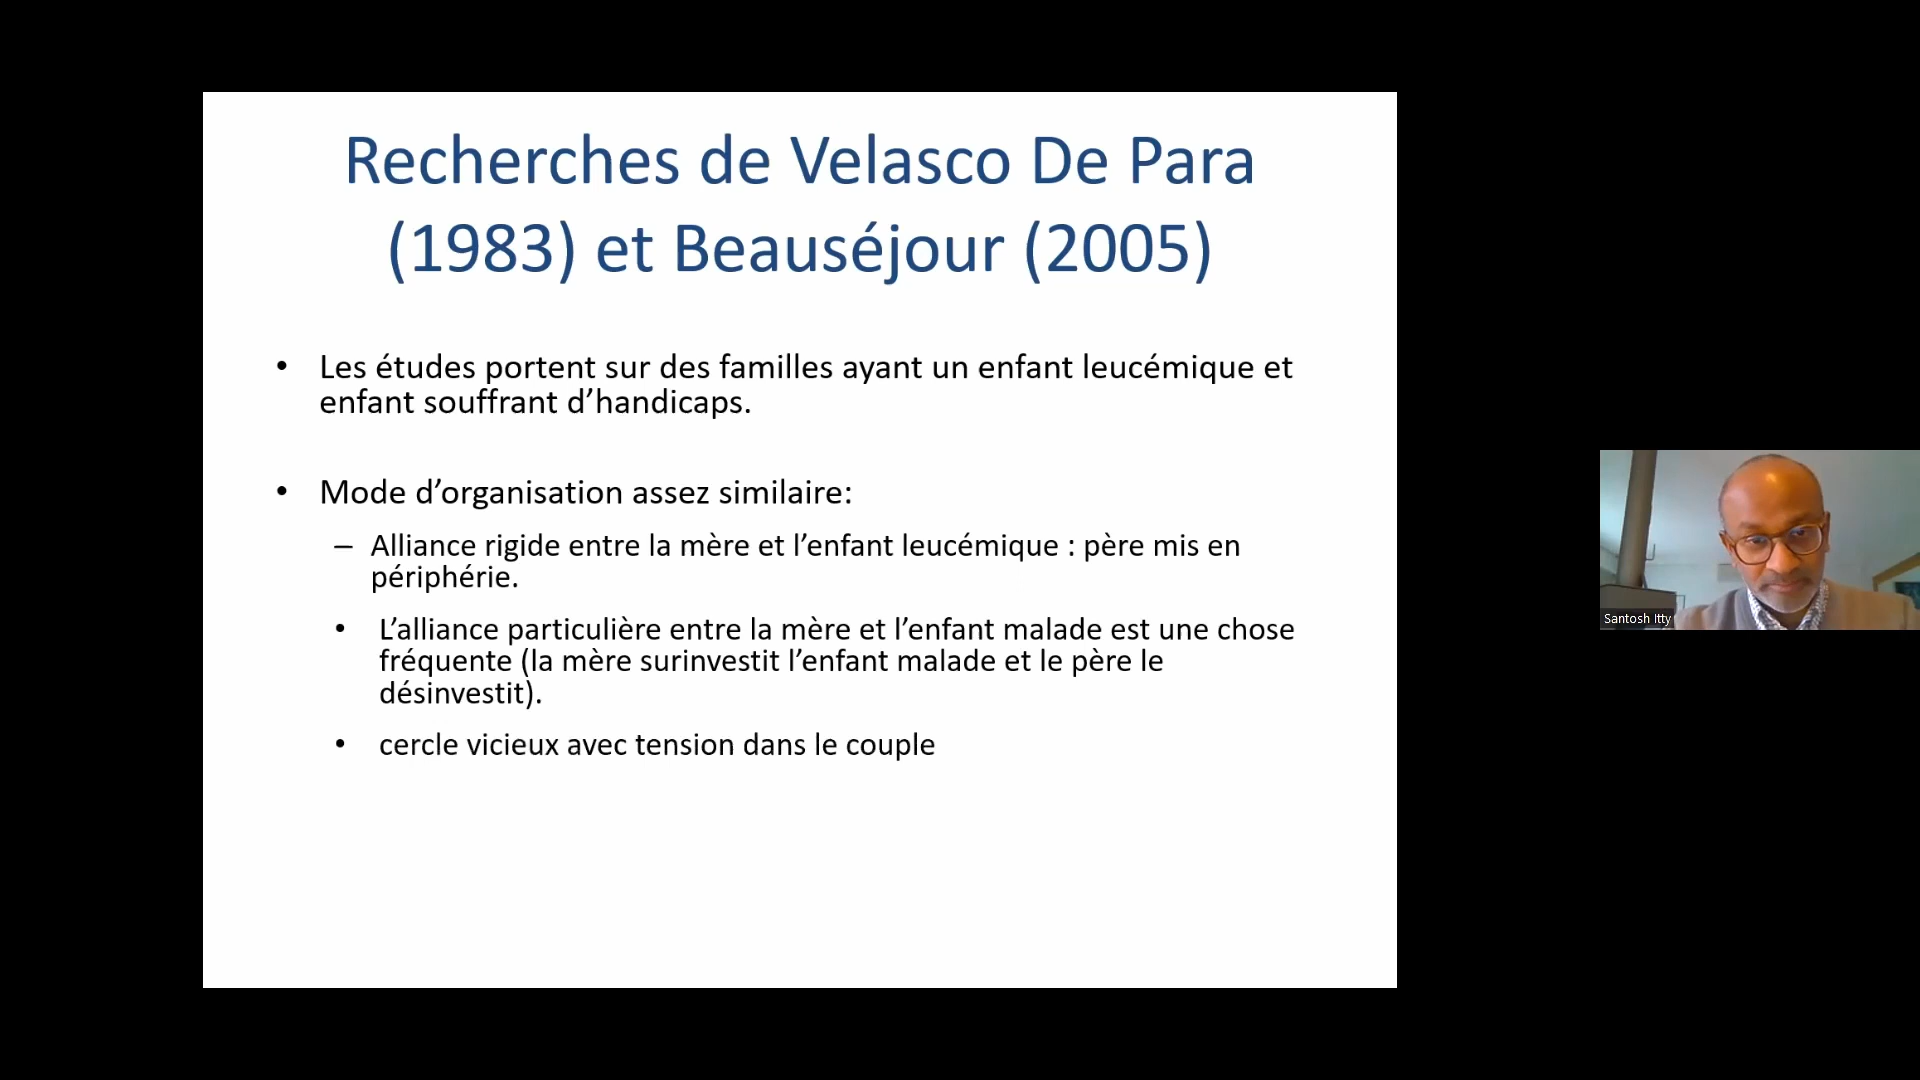 Recherches de Velasco De Para
(1983) et Beauséjour (2005)
• Les études portent sur des familles ayant un enfant leucémique et
enfant souffrant d’handicaps.
• Mode d’organisation assez similaire:
– Alliance rigide entre la mère et l’enfant leucémique : père mis en
périphérie.
• L’alliance particulière entre la mère et l’enfant malade est une chose
fréquente (la mère surinvestit l’enfant malade et le père le
désinvestit).
• cercle vicieux avec tension dans le couple
Santosh Itty